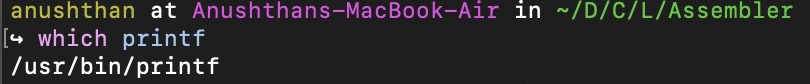 anushthan at Anushthans-MacBook-Air in ~/D/C/L/Assembler
[↪ which printf
/usr/bin/printf